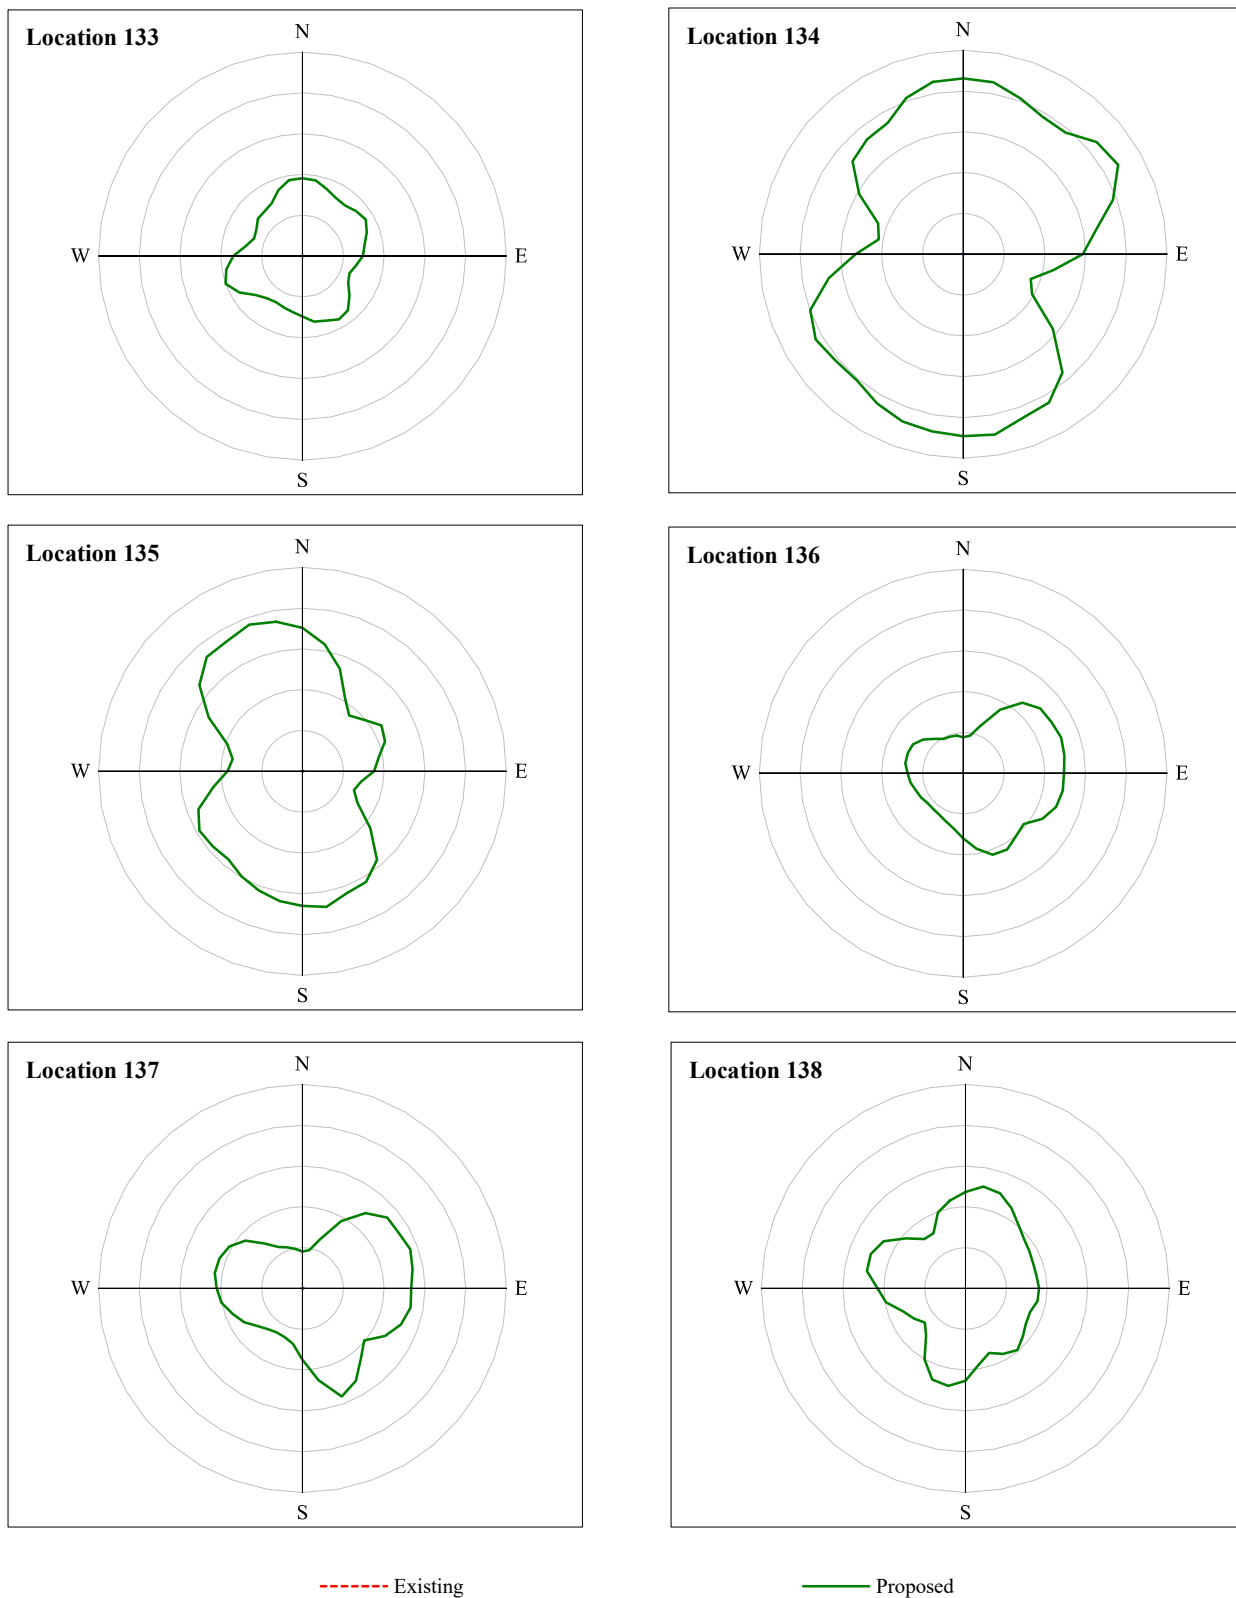 Location 133
N
W
E
S
Location 134
N
W
E
S
Location 135
N
W
E
S
Location 136
N
W
E
S
Location 137
N
W
E
S
Location 138
N
W
E
S
Existing
Proposed